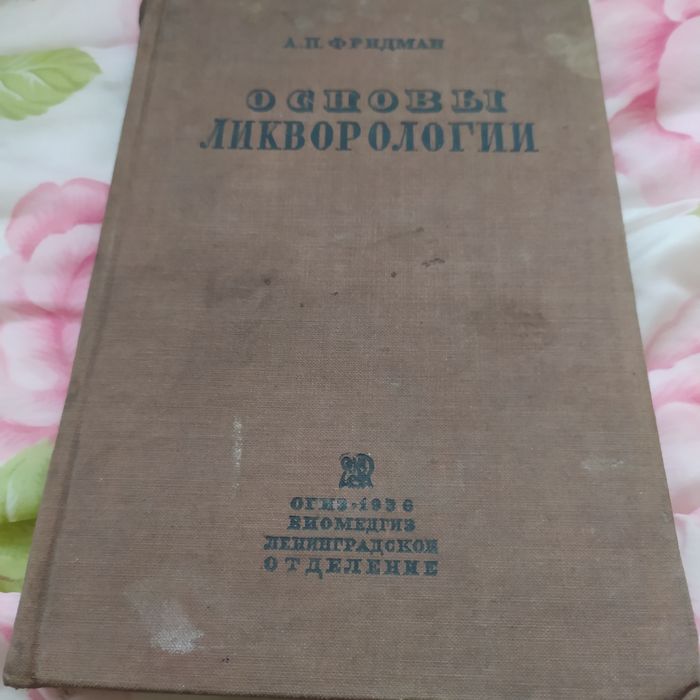 А.П. ФРИДМАН
ОСНОВЫ
ЛИКВОРОЛОГИИ
ОГИЗ-1936
БИОМЕДГИЗ
ЛЕНИНГРАДСКОЕ
ОТДЕЛЕНИЕ